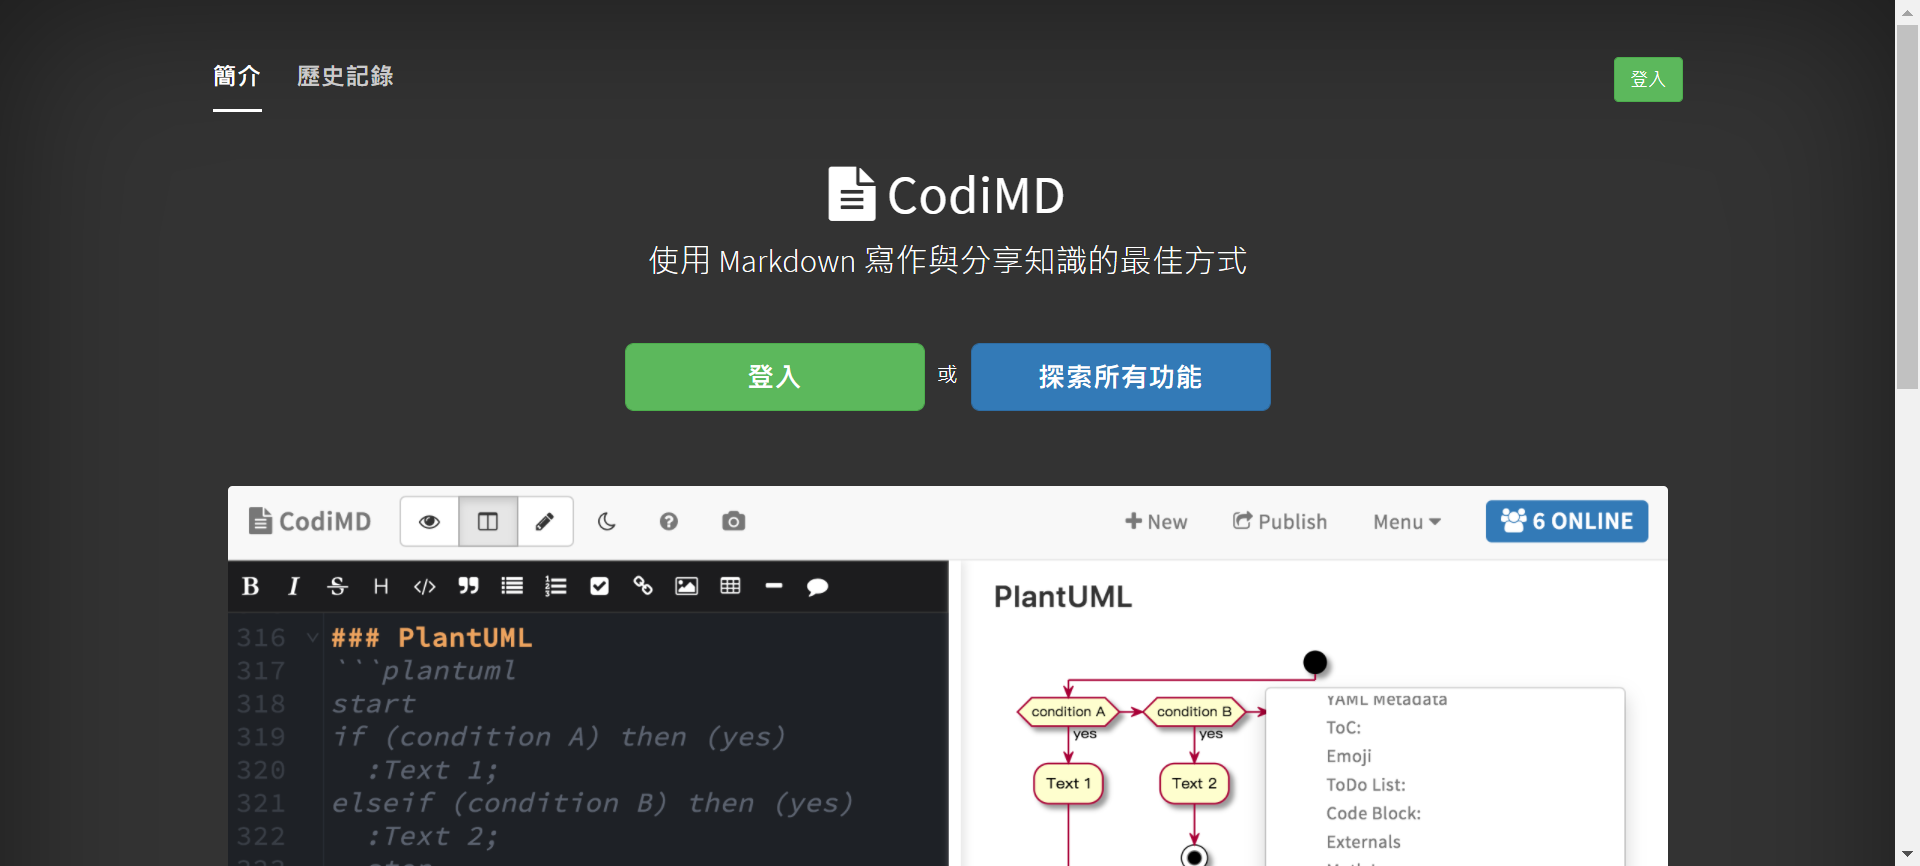 簡介 歷史記錄 登入
CodiMD
使用 Markdown 寫作與分享知識的最佳方式
登入 或 探索所有功能
CodiMD New Publish Menu 6 ONLINE
B I S H </>
316 ### PlantUML
317 ```plantuml
318 start
319 if (condition A) then (yes)
320 :Text 1;
321 elseif (condition B) then (yes)
322 :Text 2;
PlantUML
condition A condition B
yes yes
Text 1 Text 2
YAML Metadata
ToC:
Emoji
ToDo List:
Code Block:
Externals